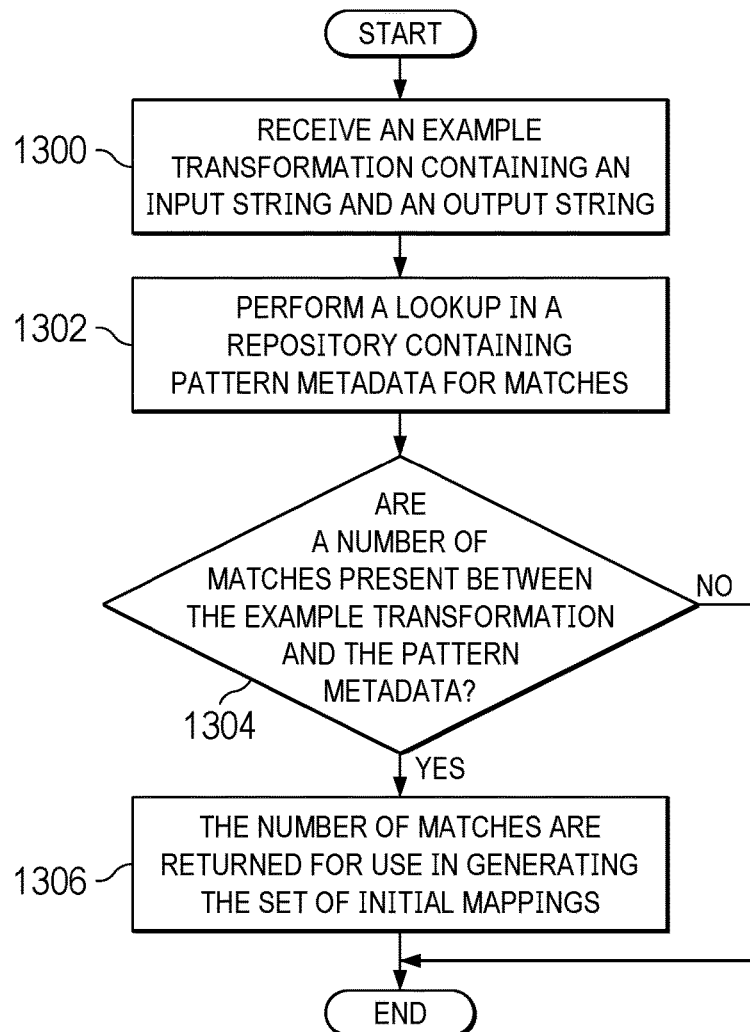 START
1300
RECEIVE AN EXAMPLE
TRANSFORMATION CONTAINING AN
INPUT STRING AND AN OUTPUT STRING
1302
PERFORM A LOOKUP IN A
REPOSITORY CONTAINING
PATTERN METADATA FOR MATCHES
ARE
A NUMBER OF
MATCHES PRESENT BETWEEN
THE EXAMPLE TRANSFORMATION
AND THE PATTERN
METADATA?
NO
1304
YES
1306
THE NUMBER OF MATCHES ARE
RETURNED FOR USE IN GENERATING
THE SET OF INITIAL MAPPINGS
END